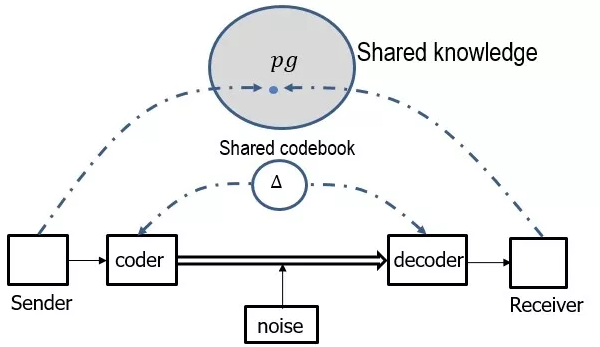 pg
Shared knowledge
Shared codebook
Δ
coder
decoder
Sender
Receiver
noise